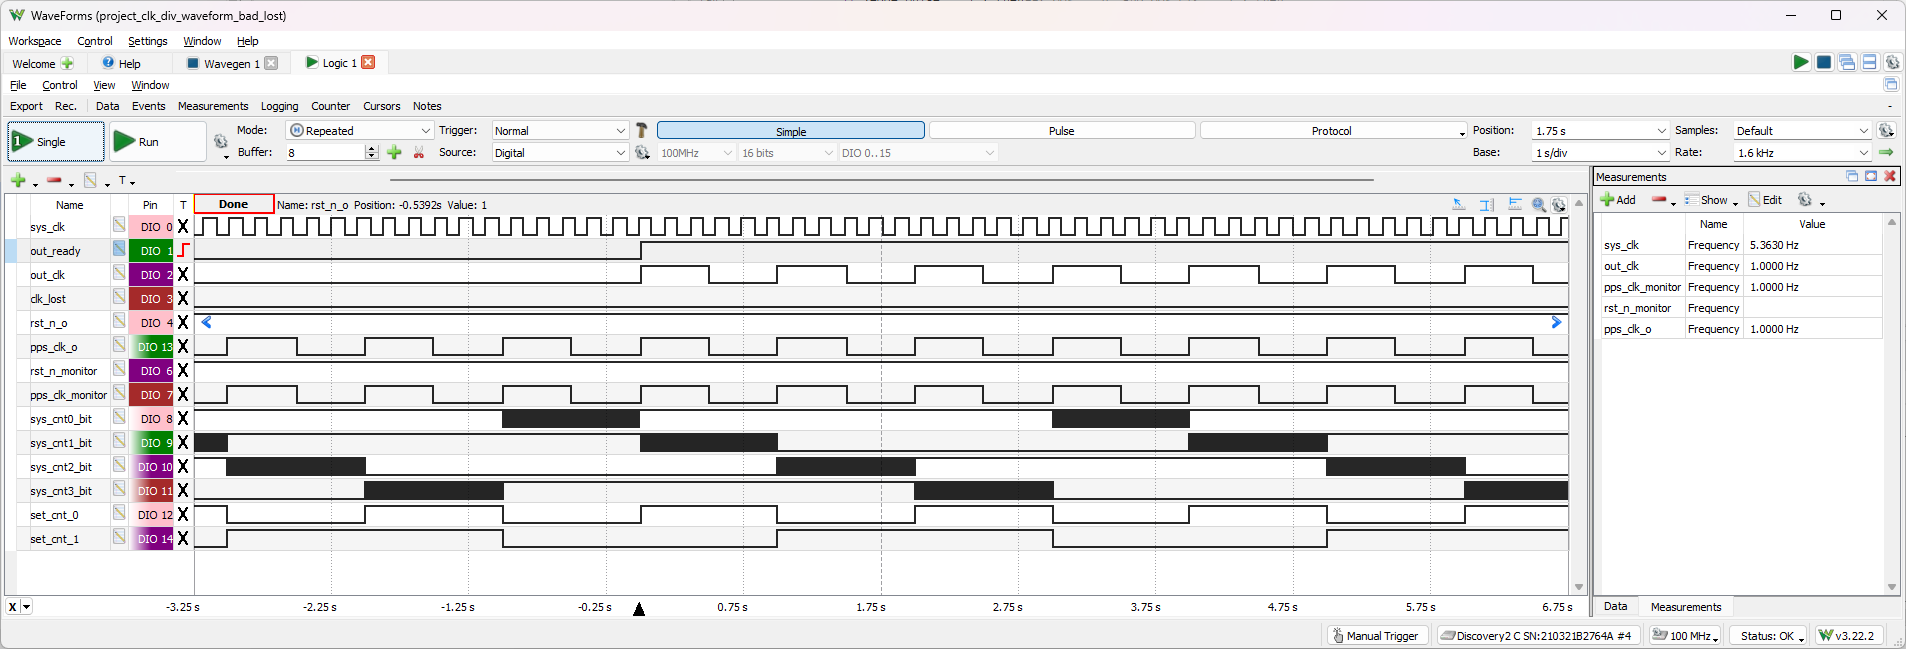 WaveForms (project_clk_div_waveform_bad_lost)
Workspace Control Settings Window Help
Welcome Help Wavegen 1 Logic 1
File Control View Window
Export Rec. Data Events Measurements Logging Counter Cursors Notes
1 Single Run Mode: Repeated Trigger: Normal Simple Pulse Protocol Position: 1.75 s Samples: Default
Buffer: 8 Source: Digital 100MHz 16 bits DIO 0..15 Base: 1 s/div Rate: 1.6 kHz
T
Measurements
Name Pin T Done Name: rst_n_o Position: -0.5392s Value: 1
Add Show Edit
Name Value
sys_clk DIO 0 X
out_ready DIO 1
out_clk DIO 2 X
clk_lost DIO 3 X
rst_n_o DIO 4 X
pps_clk_o DIO 13 X
rst_n_monitor DIO 6 X
pps_clk_monitor DIO 7 X
sys_cnt0_bit DIO 8 X
sys_cnt1_bit DIO 9 X
sys_cnt2_bit DIO 10 X
sys_cnt3_bit DIO 11 X
set_cnt_0 DIO 12 X
set_cnt_1 DIO 14 X
sys_clk Frequency 5.3630 Hz
out_clk Frequency 1.0000 Hz
pps_clk_monitor Frequency 1.0000 Hz
rst_n_monitor Frequency
pps_clk_o Frequency 1.0000 Hz
X -3.25 s -2.25 s -1.25 s -0.25 s 0.75 s 1.75 s 2.75 s 3.75 s 4.75 s 5.75 s 6.75 s
Data Measurements
Manual Trigger Discovery2 C SN:210321B2764A #4 100 MHz Status: OK v3.22.2